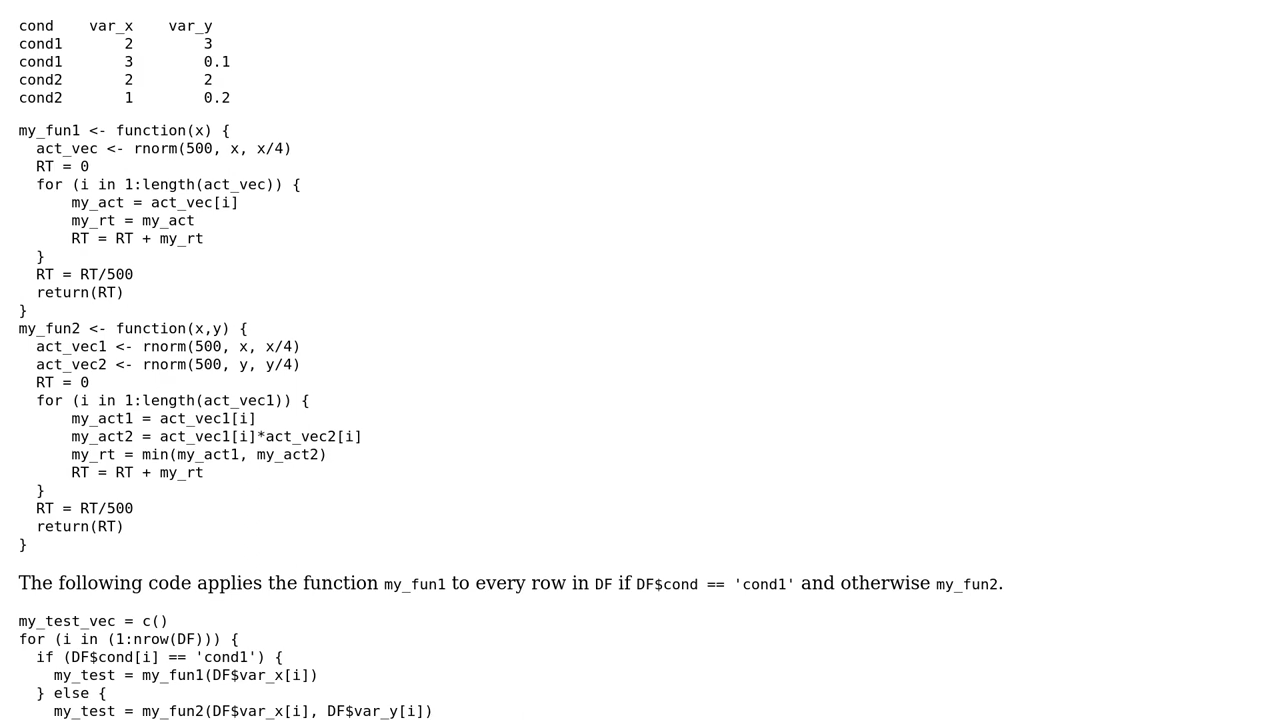 cond    var_x    var_y
cond1       2        3
cond1       3        0.1
cond2       2        2
cond2       1        0.2
my_fun1 <- function(x) {
  act_vec <- rnorm(500, x, x/4)
  RT = 0
  for (i in 1:length(act_vec)) {
      my_act = act_vec[i]
      my_rt = my_act
      RT = RT + my_rt
  }
  RT = RT/500
  return(RT)
}
my_fun2 <- function(x,y) {
  act_vec1 <- rnorm(500, x, x/4)
  act_vec2 <- rnorm(500, y, y/4)
  RT = 0
  for (i in 1:length(act_vec1)) {
      my_act1 = act_vec1[i]
      my_act2 = act_vec1[i]*act_vec2[i]
      my_rt = min(my_act1, my_act2)
      RT = RT + my_rt
  }
  RT = RT/500
  return(RT)
}
The following code applies the function my_fun1 to every row in DF if DF$cond == 'cond1' and otherwise my_fun2.
my_test_vec = c()
for (i in (1:nrow(DF))) {
  if (DF$cond[i] == 'cond1') {
    my_test = my_fun1(DF$var_x[i])
  } else {
    my_test = my_fun2(DF$var_x[i], DF$var_y[i])